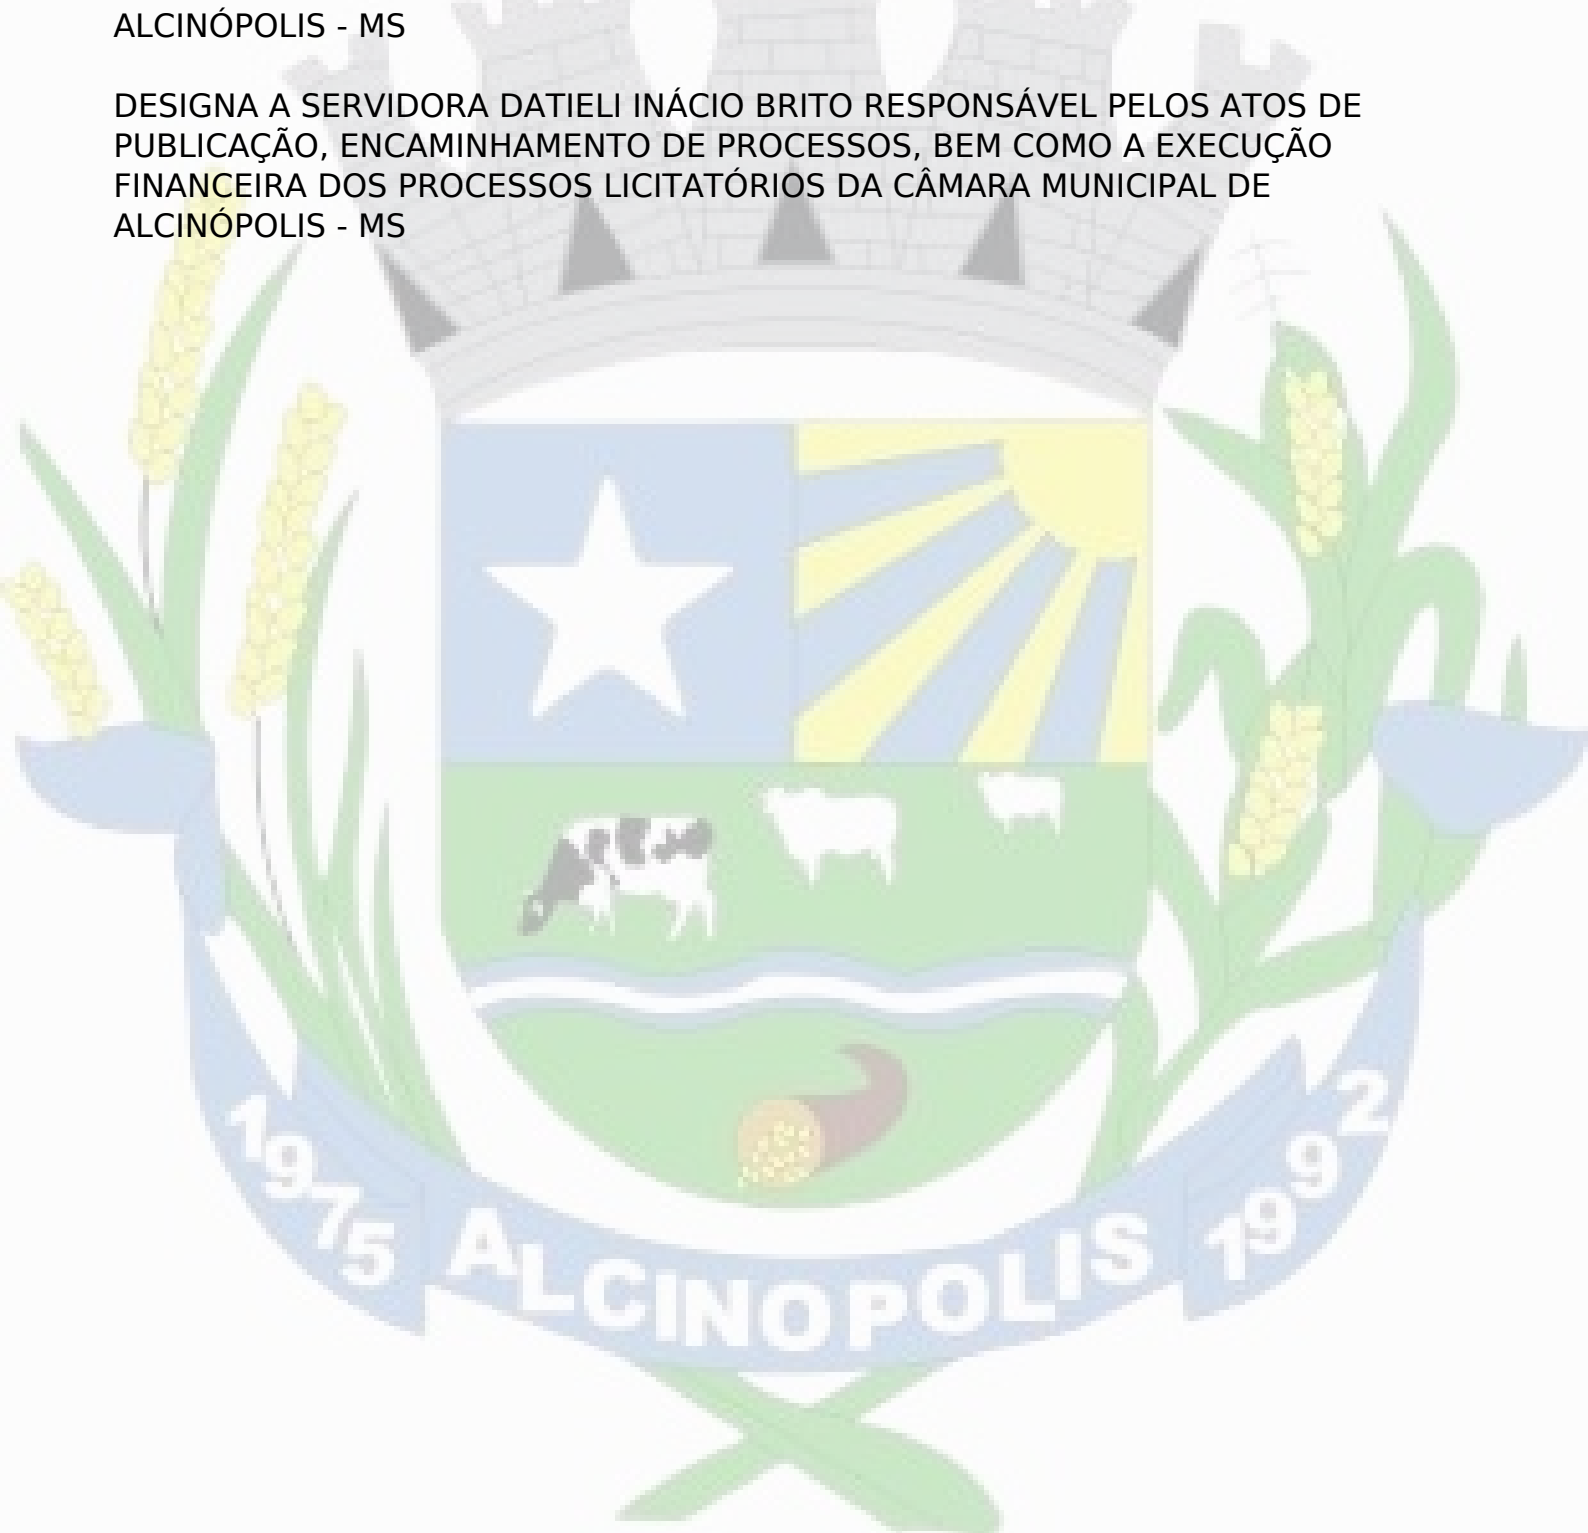 ALCINÓPOLIS - MS
DESIGNA A SERVIDORA DATIELI INÁCIO BRITO RESPONSÁVEL PELOS ATOS DE
PUBLICAÇÃO, ENCAMINHAMENTO DE PROCESSOS, BEM COMO A EXECUÇÃO
FINANCEIRA DOS PROCESSOS LICITATÓRIOS DA CÂMARA MUNICIPAL DE
ALCINÓPOLIS - MS
1975 ALCINOPOLIS 1992